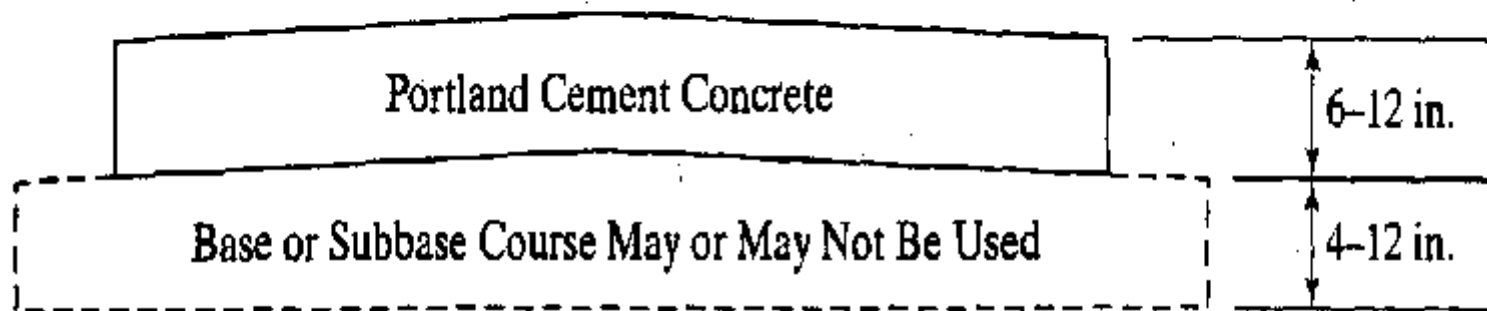 Portland Cement Concrete
6–12 in.
Base or Subbase Course May or May Not Be Used
4–12 in.